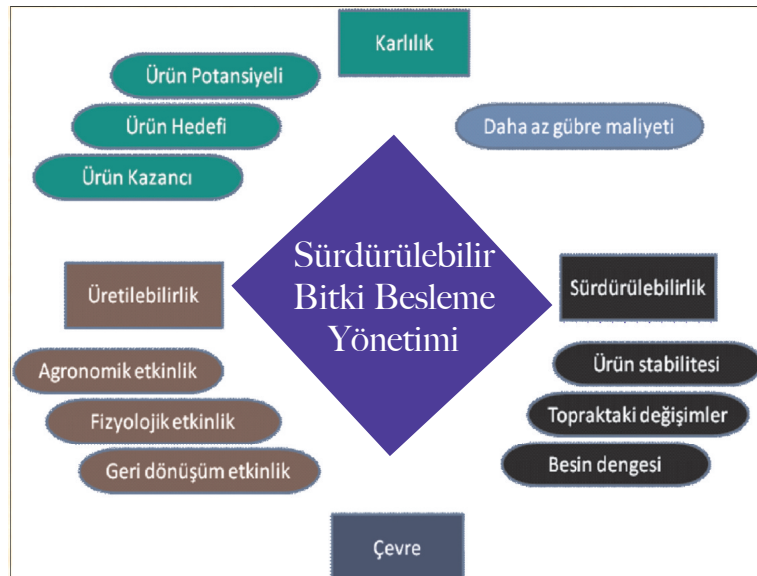 Karlılık
Ürün Potansiyeli
Ürün Hedefi
Ürün Kazancı
Daha az gübre maliyeti
Sürdürülebilir
Bitki Besleme
Yönetimi
Üretilebilirlik
Agronomik etkinlik
Fizyolojik etkinlik
Geri dönüşüm etkinlik
Sürdürülebilirlik
Ürün stabilitesi
Topraktaki değişimler
Besin dengesi
Çevre